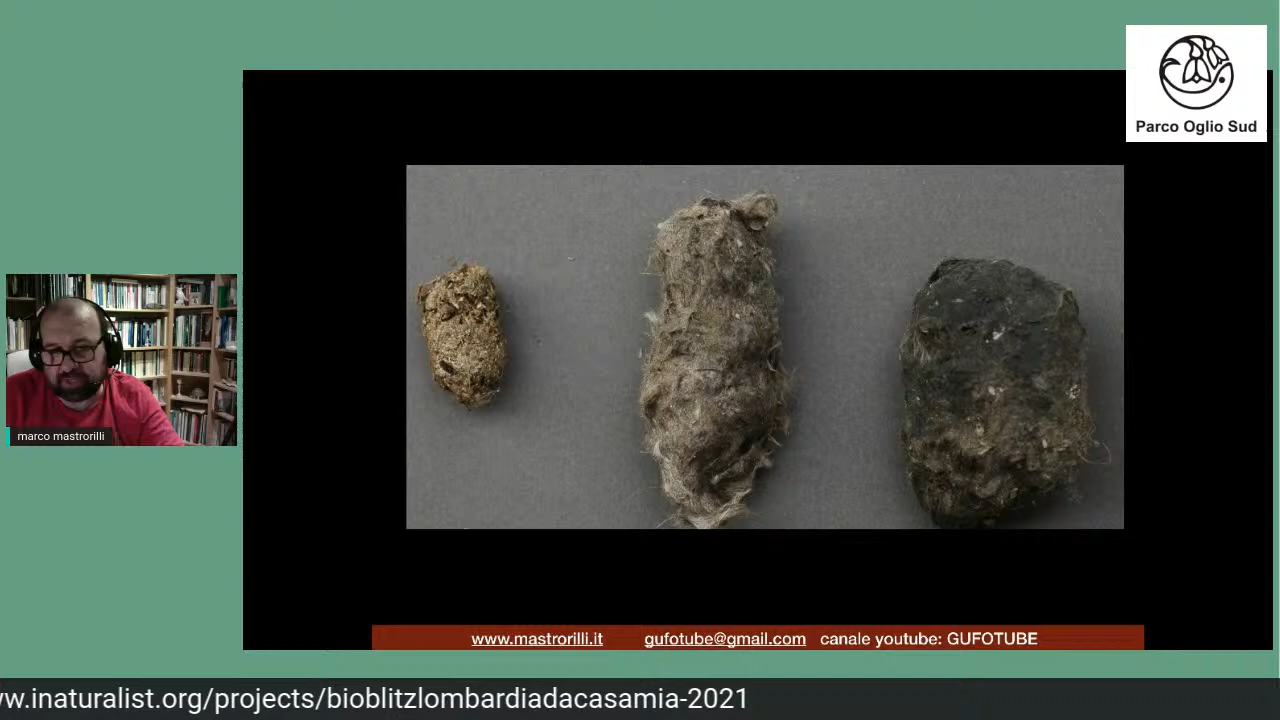 Parco Oglio Sud
marco mastrorilli
www.mastrorilli.it gufotube@gmail.com canale youtube: GUFOTUBE
w.inaturalist.org/projects/bioblitzlombardiadacasamia-2021